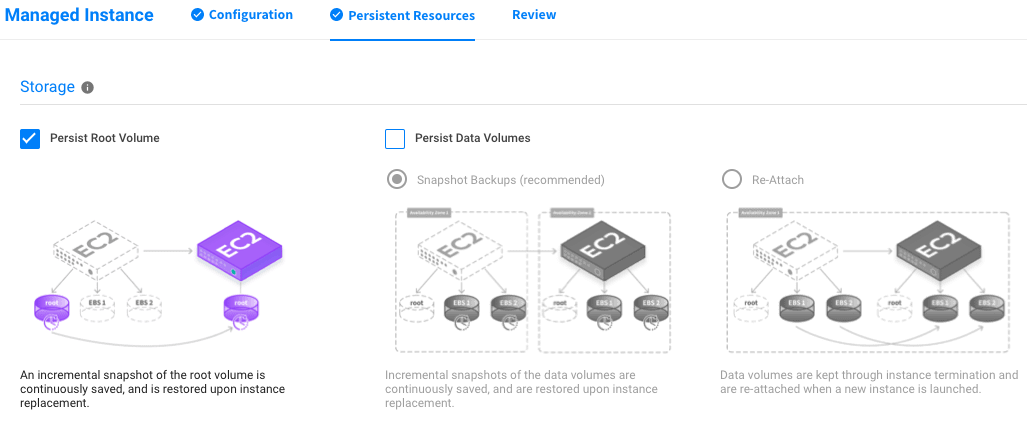 Managed Instance
Configuration
Persistent Resources
Review
Storage
Persist Root Volume
Persist Data Volumes
Snapshot Backups (recommended)
Re-Attach
EC2
EC2
root
EBS 1
EBS 2
root
An incremental snapshot of the root volume is
continuously saved, and is restored upon instance
replacement.
Availability Zone 1
Availability Zone
EC2
EC2
root
EBS 1
EBS 2
root
EBS 1
EBS 2
Incremental snapshots of the data volumes are
continuously saved, and are restored upon instance
replacement.
Availability Zone 1
EC2
EC2
root
EBS 1
EBS 2
root
EBS 1
EBS 2
Data volumes are kept through instance termination and
are re-attached when a new instance is launched.